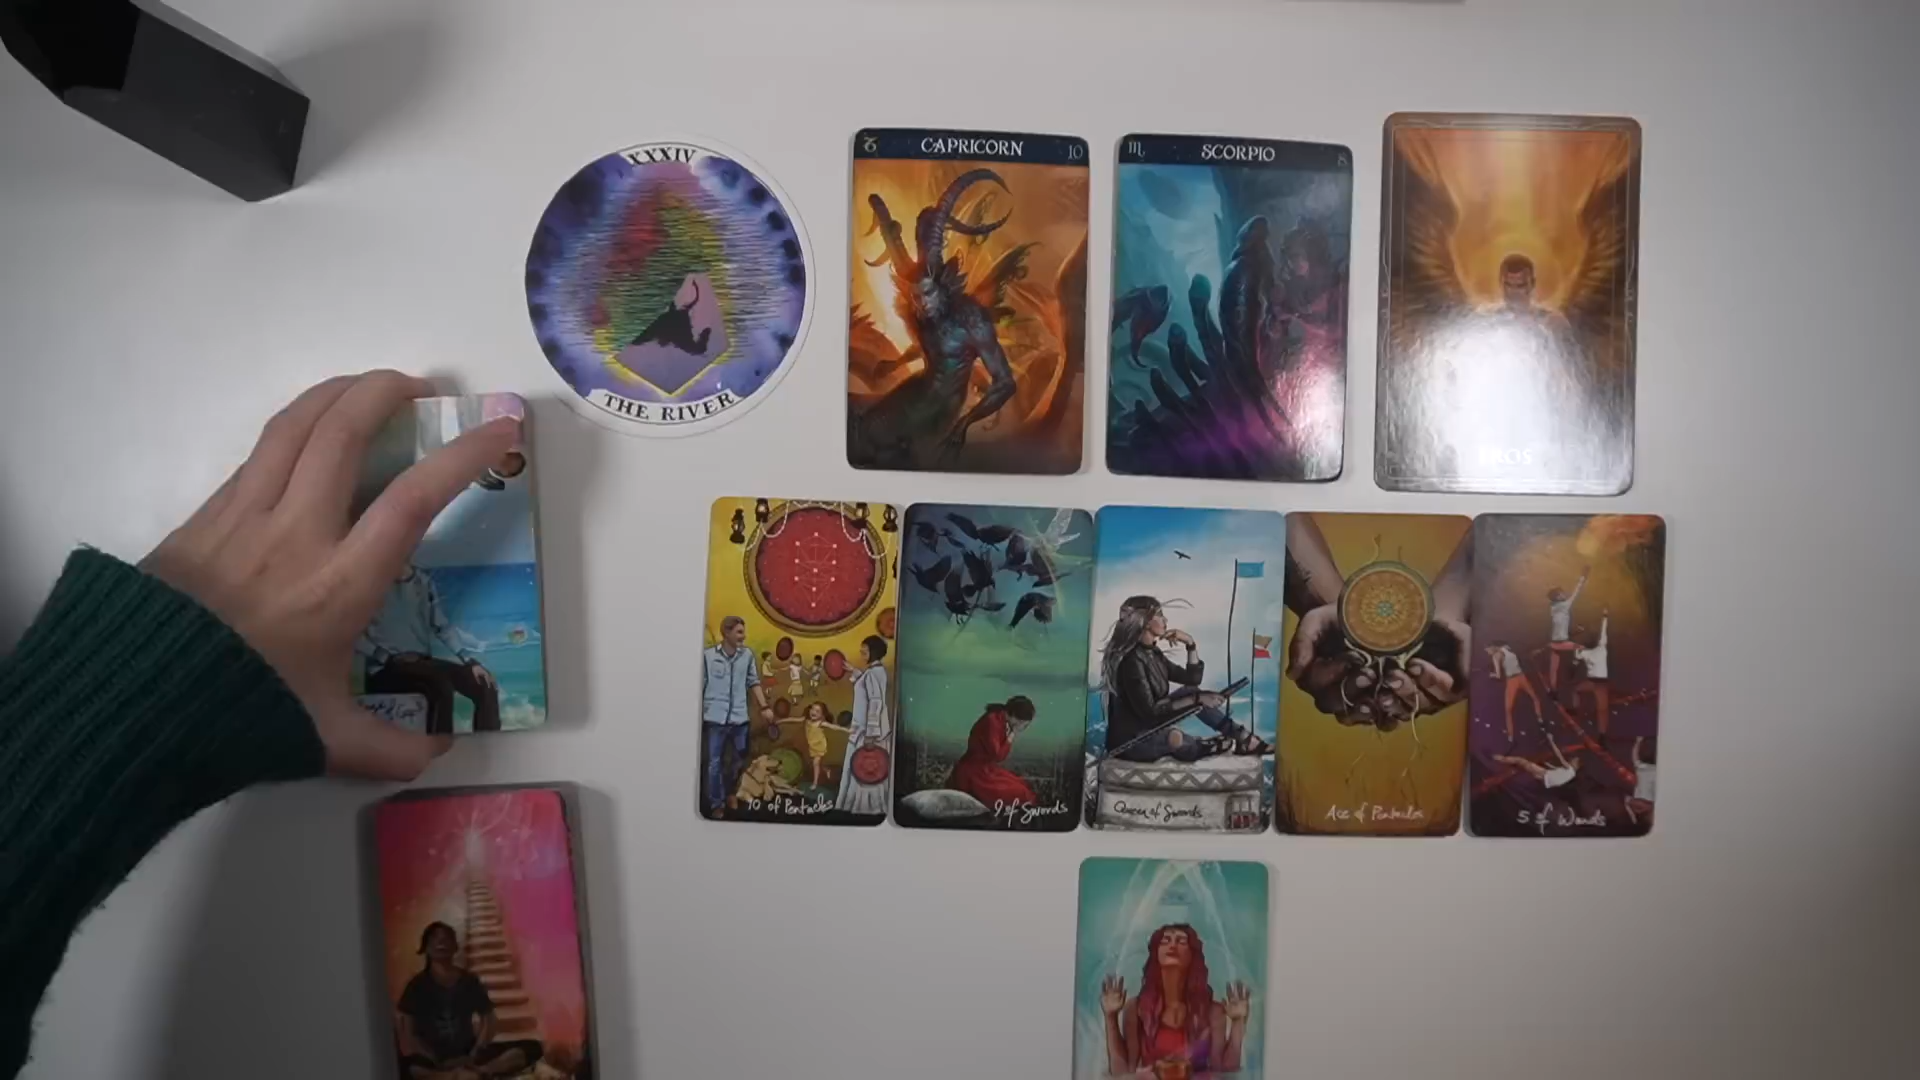 XXXIV
THE RIVER
♑ CAPRICORN 10
♏ SCORPIO 8
EROS
10 of Pentacles
9 of Swords
Queen of Swords
Ace of Pentacles
5 of Wands